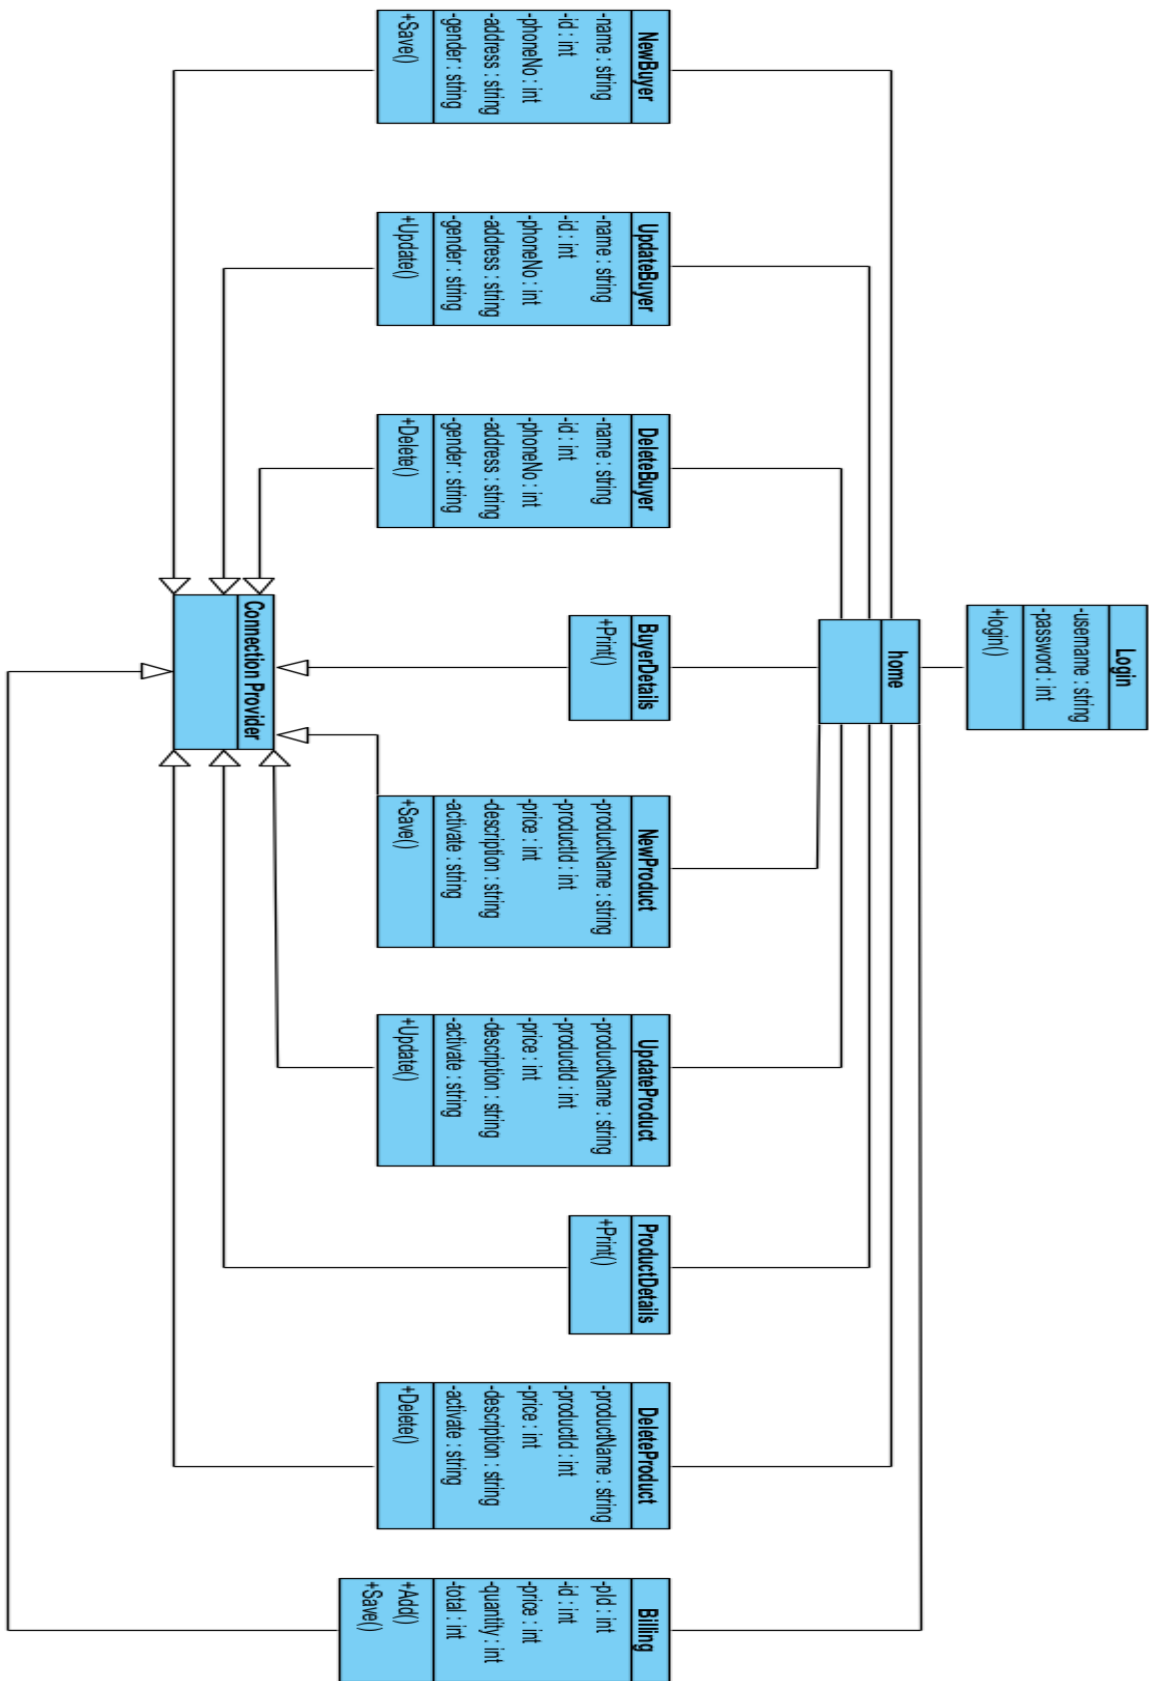 Login
-username : string
-password : int
+login()
home
NewBuyer
-name : string
-id : int
-phoneNo : int
-address : string
-gender : string
+Save()
UpdateBuyer
-name : string
-id : int
-phoneNo : int
-address : string
-gender : string
+Update()
DeleteBuyer
-name : string
-id : int
-phoneNo : int
-address : string
-gender : string
+Delete()
BuyerDetails
+Print()
NewProduct
-productName : string
-productId : int
-price : int
-description : string
-activate : string
+Save()
UpdateProduct
-productName : string
-productId : int
-price : int
-description : string
-activate : string
+Update()
ProductDetails
+Print()
DeleteProduct
-productName : string
-productId : int
-price : int
-description : string
-activate : string
+Delete()
Billing
-pId : int
-id : int
-price : int
-quantity : int
-total : int
+Add()
+Save()
Connection Provider